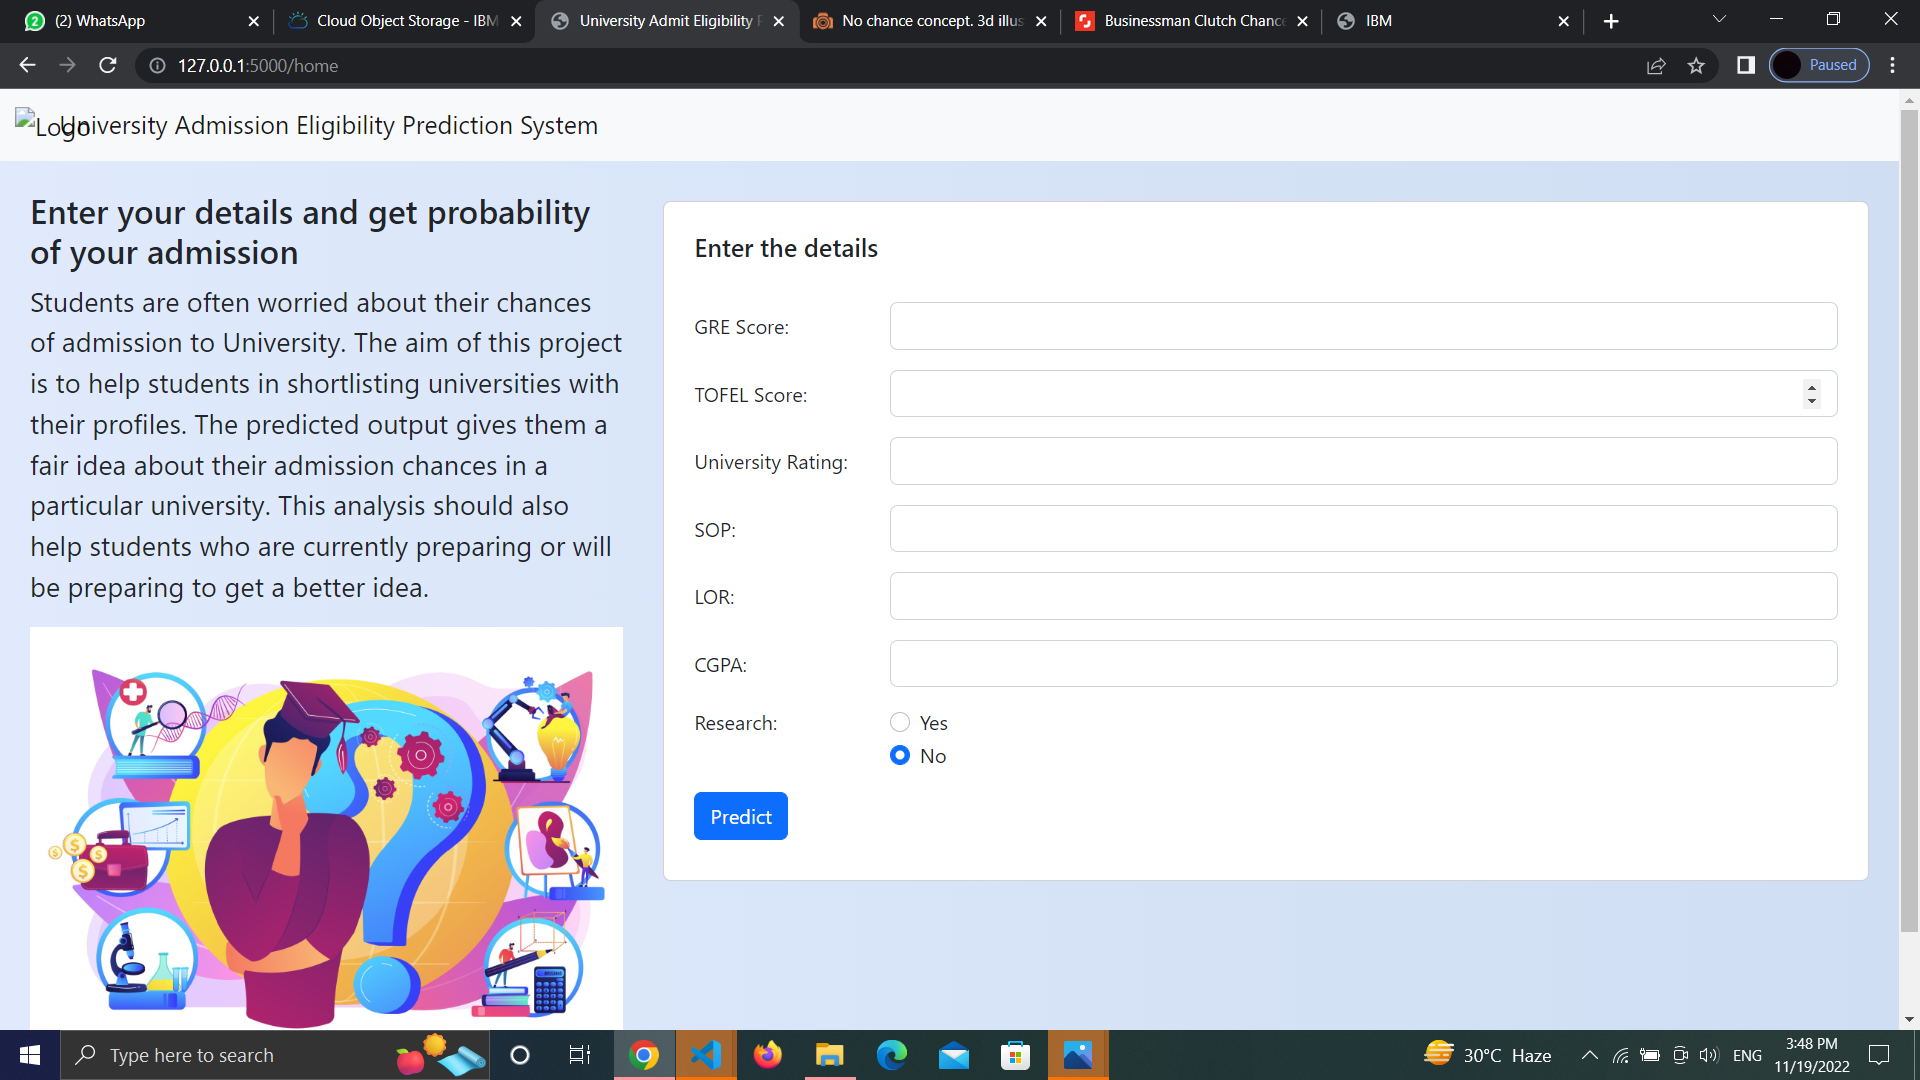 (2) WhatsApp
Cloud Object Storage - IBM
University Admit Eligibility P
No chance concept. 3d illus
Businessman Clutch Chance
IBM
127.0.0.1:5000/home
Paused
Logo
University Admission Eligibility Prediction System
Enter your details and get probability
of your admission
Students are often worried about their chances
of admission to University. The aim of this project
is to help students in shortlisting universities with
their profiles. The predicted output gives them a
fair idea about their admission chances in a
particular university. This analysis should also
help students who are currently preparing or will
be preparing to get a better idea.
Enter the details
GRE Score:
TOFEL Score:
University Rating:
SOP:
LOR:
CGPA:
Research:
Yes
No
Predict
Type here to search
30°C Haze
ENG
3:48 PM
11/19/2022